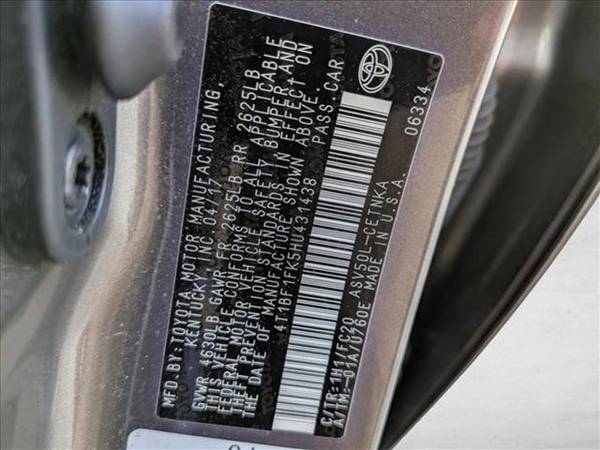 MFD. BY: TOYOTA MOTOR MANUFACTURING,
KENTUCKY, INC. 04/17
GVWR 4630LB GAWR FR 2625LB RR 2625LB
THIS VEHICLE CONFORMS TO ALL APPLICABLE
FEDERAL MOTOR VEHICLE SAFETY, BUMPER, AND
THEFT PREVENTION STANDARDS IN EFFECT ON
THE DATE OF MANUFACTURE SHOWN ABOVE.
4T1BF1FK5HU431438 PASS. CAR
C/TR: 1H1/FC20 ASV50L-CETNKA
A/TM: -01A/U760E MADE IN U.S.A.
06334